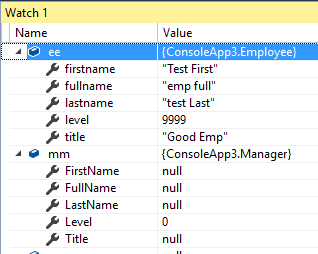 Watch 1
Name Value
ee {ConsoleApp3.Employee}
firstname "Test First"
fullname "emp full"
lastname "test Last"
level 9999
title "Good Emp"
mm {ConsoleApp3.Manager}
FirstName null
FullName null
LastName null
Level 0
Title null